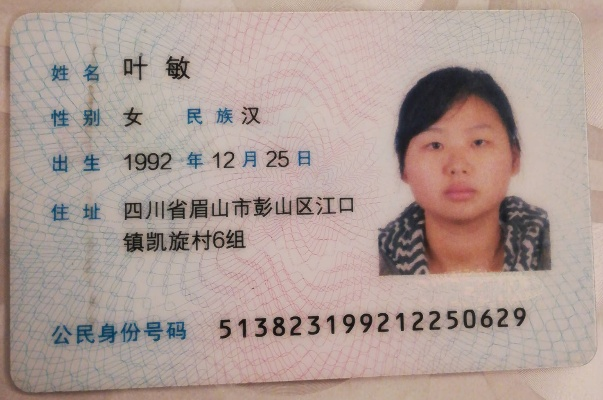 姓名 叶敏
性别 女 民族 汉
出生 1992 年 12 月 25 日
住址 四川省眉山市彭山区江口
镇凯旋村6组
公民身份号码 513823199212250629